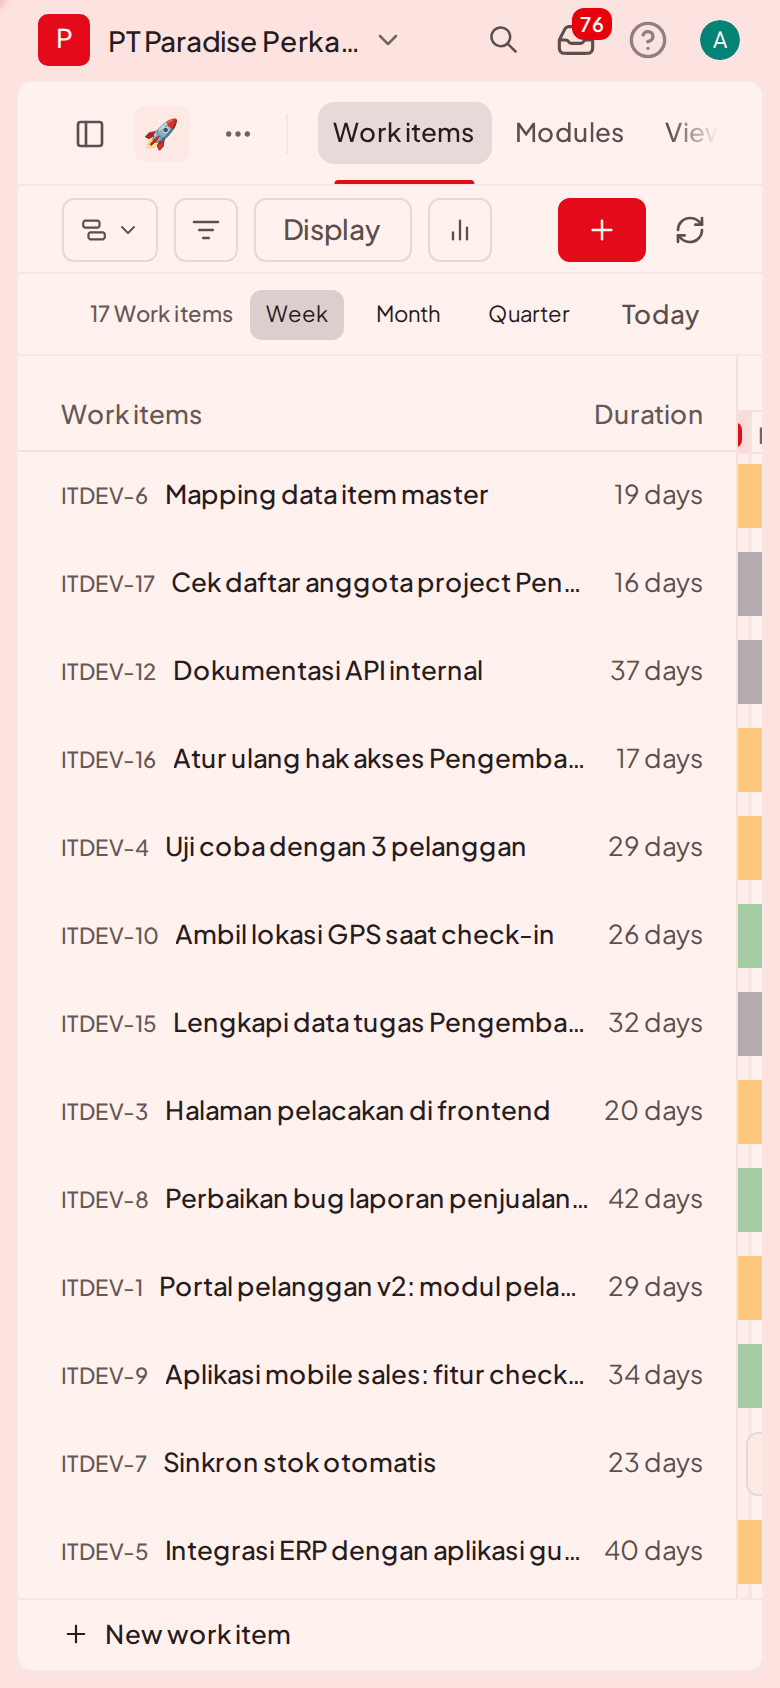 P PT Paradise Perka... 76 A
Work items Modules View
Display
17 Work items Week Month Quarter Today
Work items Duration
ITDEV-6 Mapping data item master 19 days
ITDEV-17 Cek daftar anggota project Pen... 16 days
ITDEV-12 Dokumentasi API internal 37 days
ITDEV-16 Atur ulang hak akses Pengemba... 17 days
ITDEV-4 Uji coba dengan 3 pelanggan 29 days
ITDEV-10 Ambil lokasi GPS saat check-in 26 days
ITDEV-15 Lengkapi data tugas Pengemba... 32 days
ITDEV-3 Halaman pelacakan di frontend 20 days
ITDEV-8 Perbaikan bug laporan penjualan... 42 days
ITDEV-1 Portal pelanggan v2: modul pela... 29 days
ITDEV-9 Aplikasi mobile sales: fitur check... 34 days
ITDEV-7 Sinkron stok otomatis 23 days
ITDEV-5 Integrasi ERP dengan aplikasi gu... 40 days
+ New work item